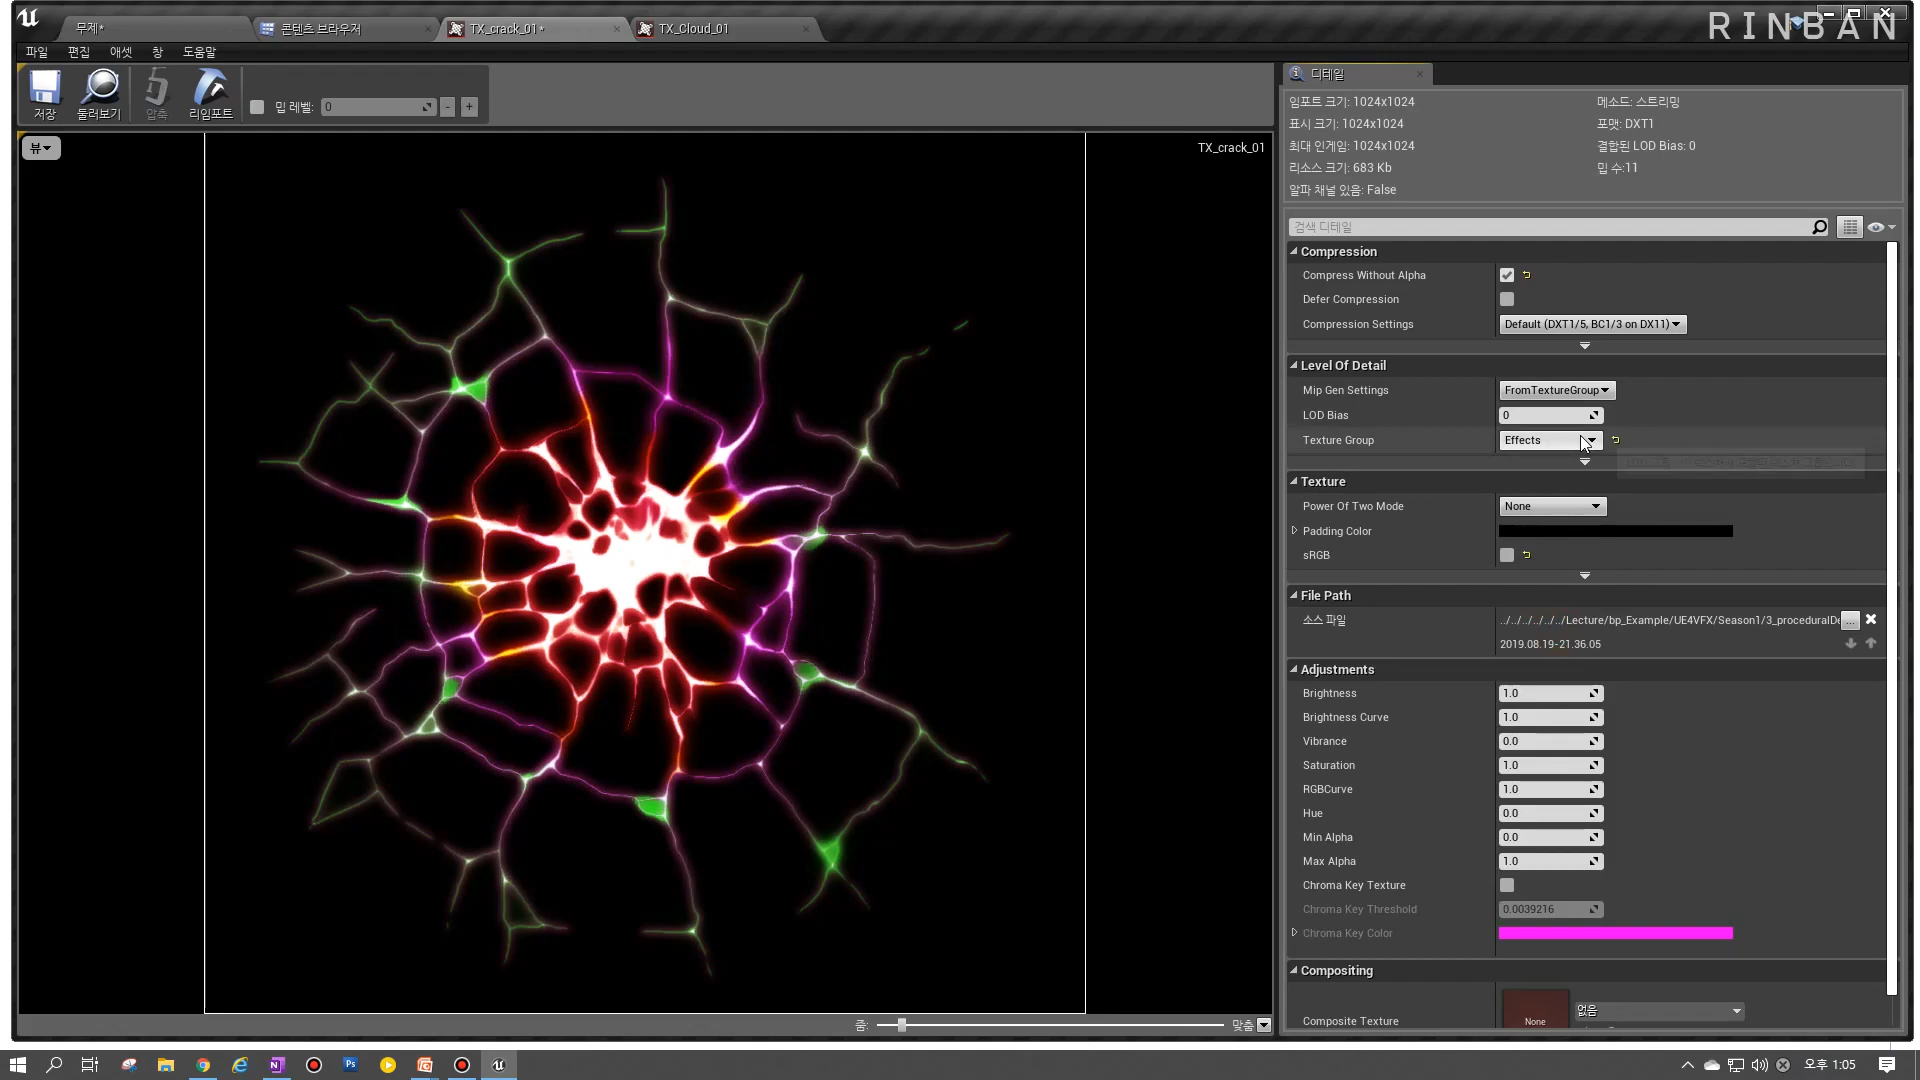 RINBAN
무제*
콘텐츠 브라우저
TX_crack_01*
TX_Cloud_01
파일
편집
애셋
창
도움말
저장
둘러보기
압축
리임포트
밉 레벨:
0
-
+
뷰
TX_crack_01
줌:
맞춤
디테일
임포트 크기: 1024x1024
메소드: 스트리밍
표시 크기: 1024x1024
포맷: DXT1
최대 인게임: 1024x1024
결합된 LOD Bias: 0
리소스 크기: 683 Kb
밉 수:11
알파 채널 있음: False
검색 디테일
Compression
Compress Without Alpha
Defer Compression
Compression Settings
Default (DXT1/5, BC1/3 on DX11)
Level Of Detail
Mip Gen Settings
FromTextureGroup
LOD Bias
0
Texture Group
Effects
Texture
Power Of Two Mode
None
Padding Color
sRGB
File Path
소스 파일
../../../../../../Lecture/bp_Example/UE4VFX/Season1/3_proceduralDe
...
2019.08.19-21.36.05
Adjustments
Brightness
1.0
Brightness Curve
1.0
Vibrance
0.0
Saturation
1.0
RGBCurve
1.0
Hue
0.0
Min Alpha
0.0
Max Alpha
1.0
Chroma Key Texture
Chroma Key Threshold
0.0039216
Chroma Key Color
Compositing
Composite Texture
None
없음
Ps
오후 1:05